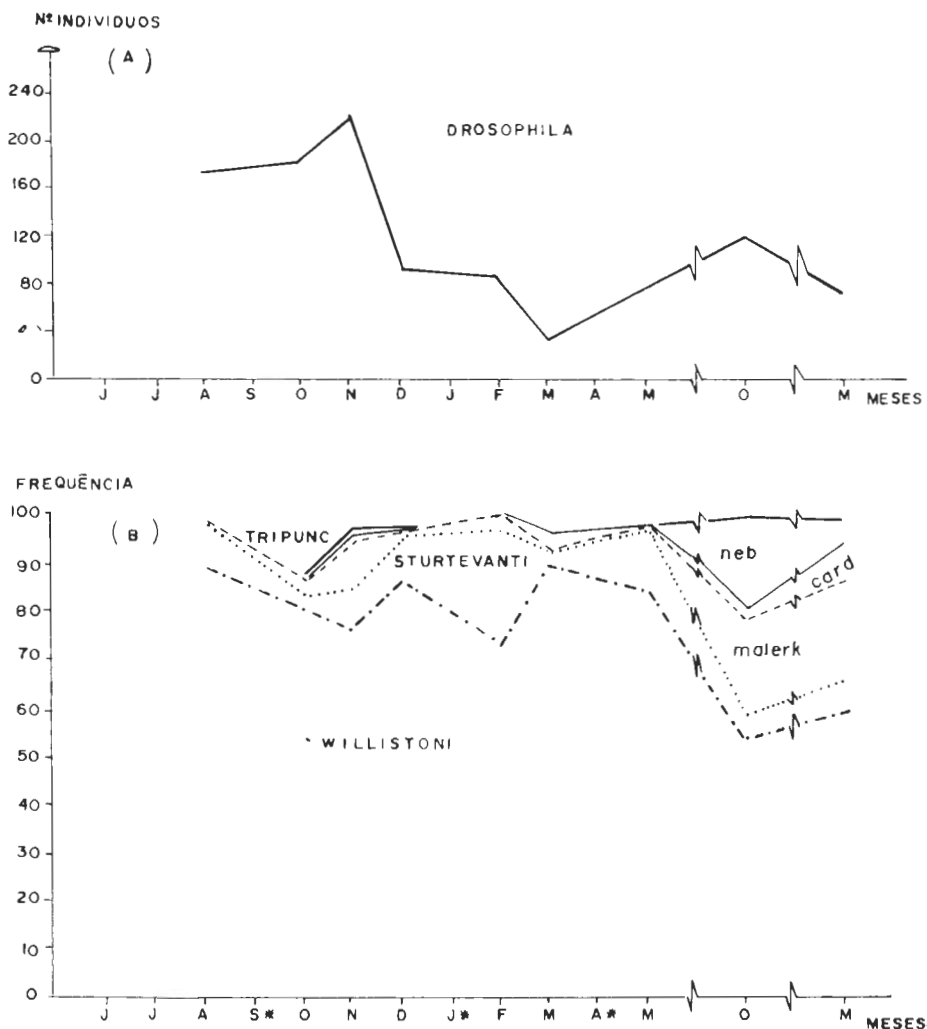 Nº INDIVIDUOS
(A)
240
200
160
120
80
0
DROSOPHILA
J J A S O N D J F M A M O M MESES
FREQUÊNCIA
(B)
100
90
80
70
60
50
40
30
20
10
0
TRIPUNC
STURTEVANTI
neb
card
malerk
WILLISTONI
J J A S* O N D J* F M A* M O M MESES